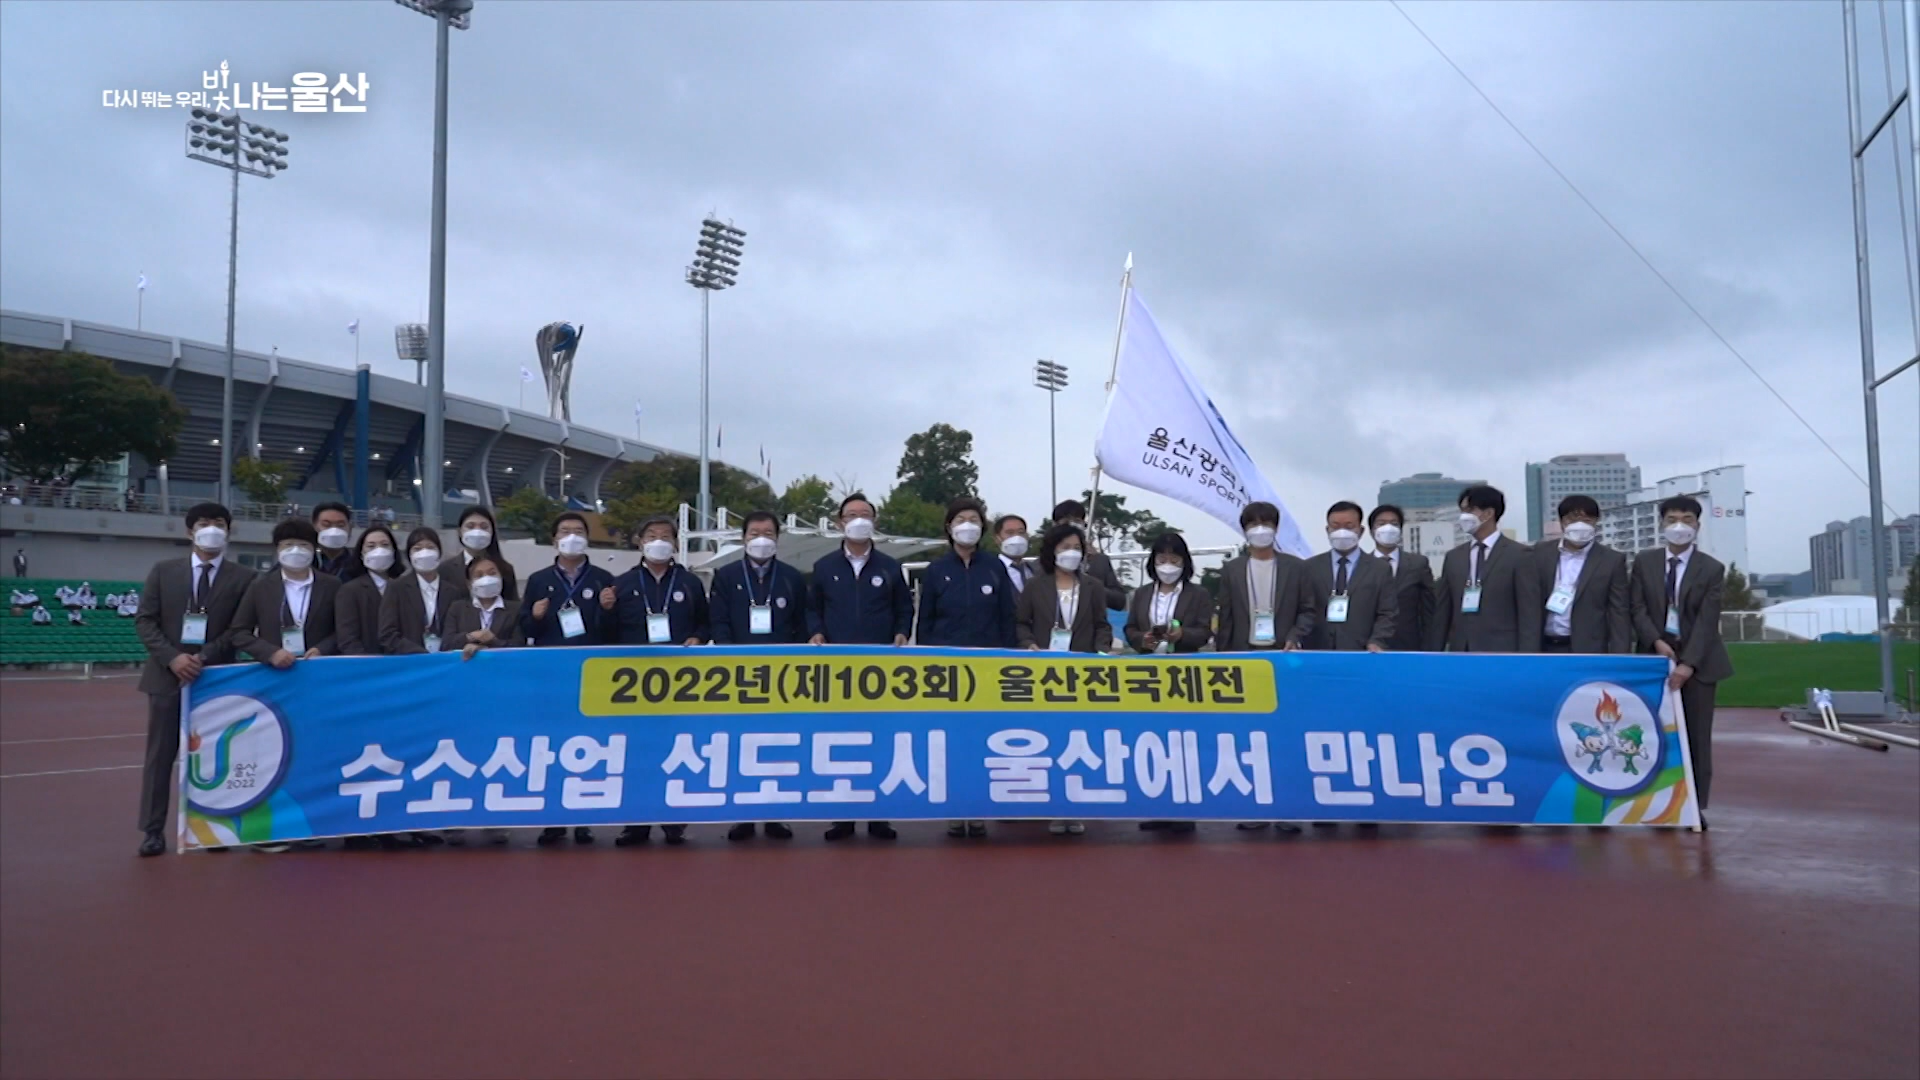 다시 뛰는 우리, 빛나는 울산
울산광역시
ULSAN SPORT
2022년(제103회) 울산전국체전
수소산업 선도도시 울산에서 만나요
울산
2022